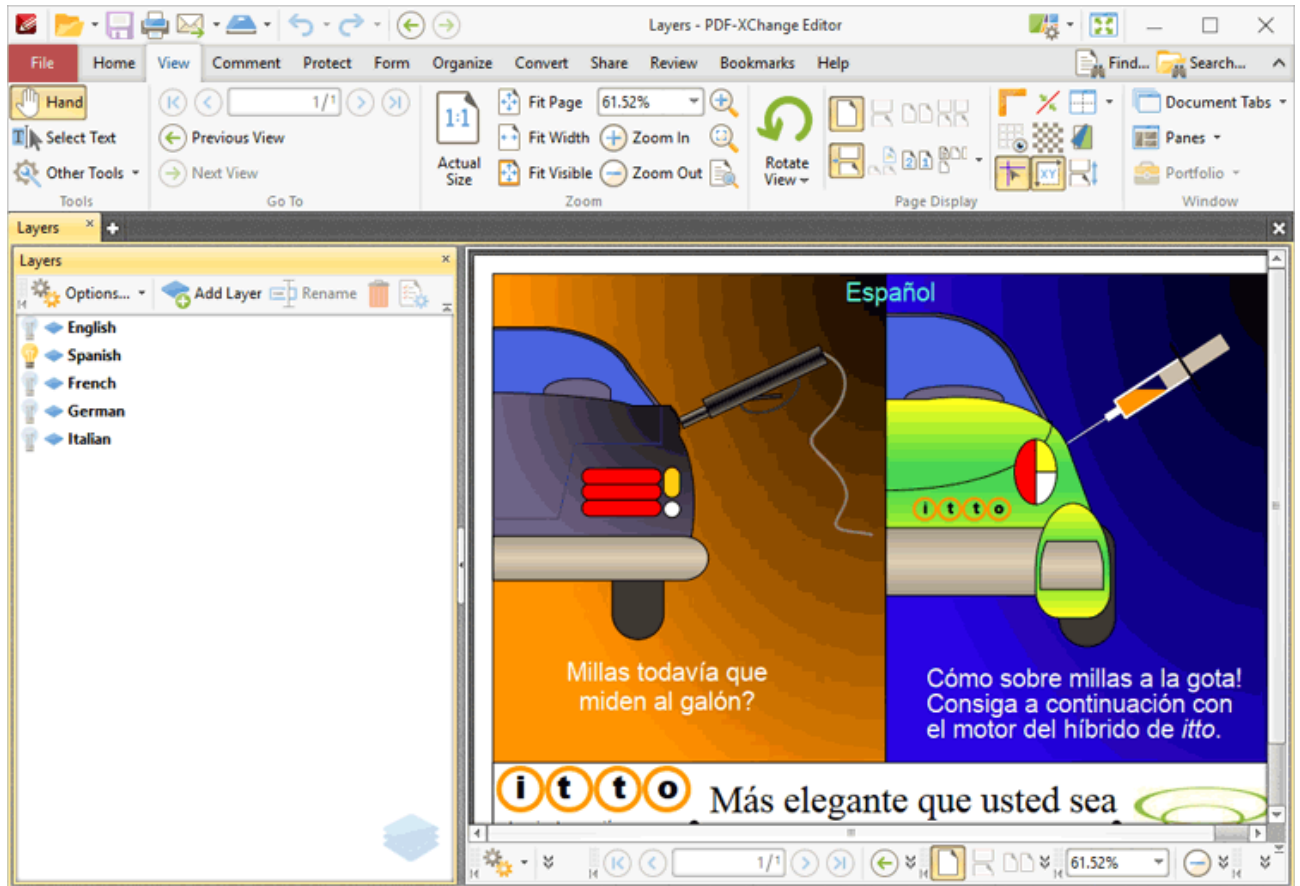 Layers - PDF-XChange Editor
File Home View Comment Protect Form Organize Convert Share Review Bookmarks Help Find... Search...
Hand 1/1 Fit Page 61.52% Document Tabs
1:1
Select Text Previous View Fit Width Zoom In Panes
Actual Size Rotate View
Other Tools Next View Fit Visible Zoom Out Portfolio
Tools Go To Zoom Page Display Window
Layers
Layers
Options... Add Layer Rename
English
Spanish
French
German
Italian
Español
itto
Millas todavía que
miden al galón?
Cómo sobre millas a la gota!
Consiga a continuación con
el motor del híbrido de itto.
itto Más elegante que usted sea
1/1 61.52%